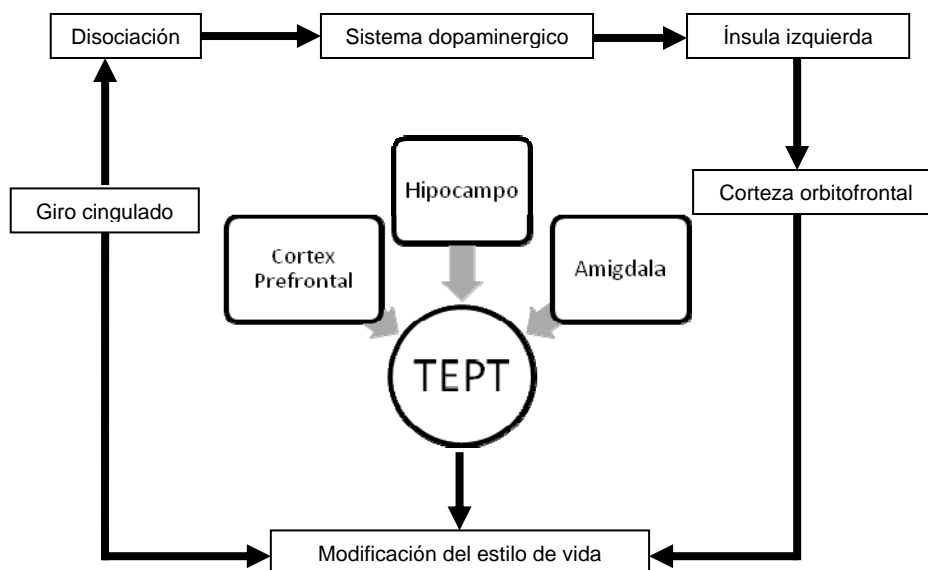 Disociación
Sistema dopaminergico
Ínsula izquierda
Hipocampo
Giro cingulado
Corteza orbitofrontal
Cortex
Prefrontal
Amigdala
TEPT
Modificación del estilo de vida